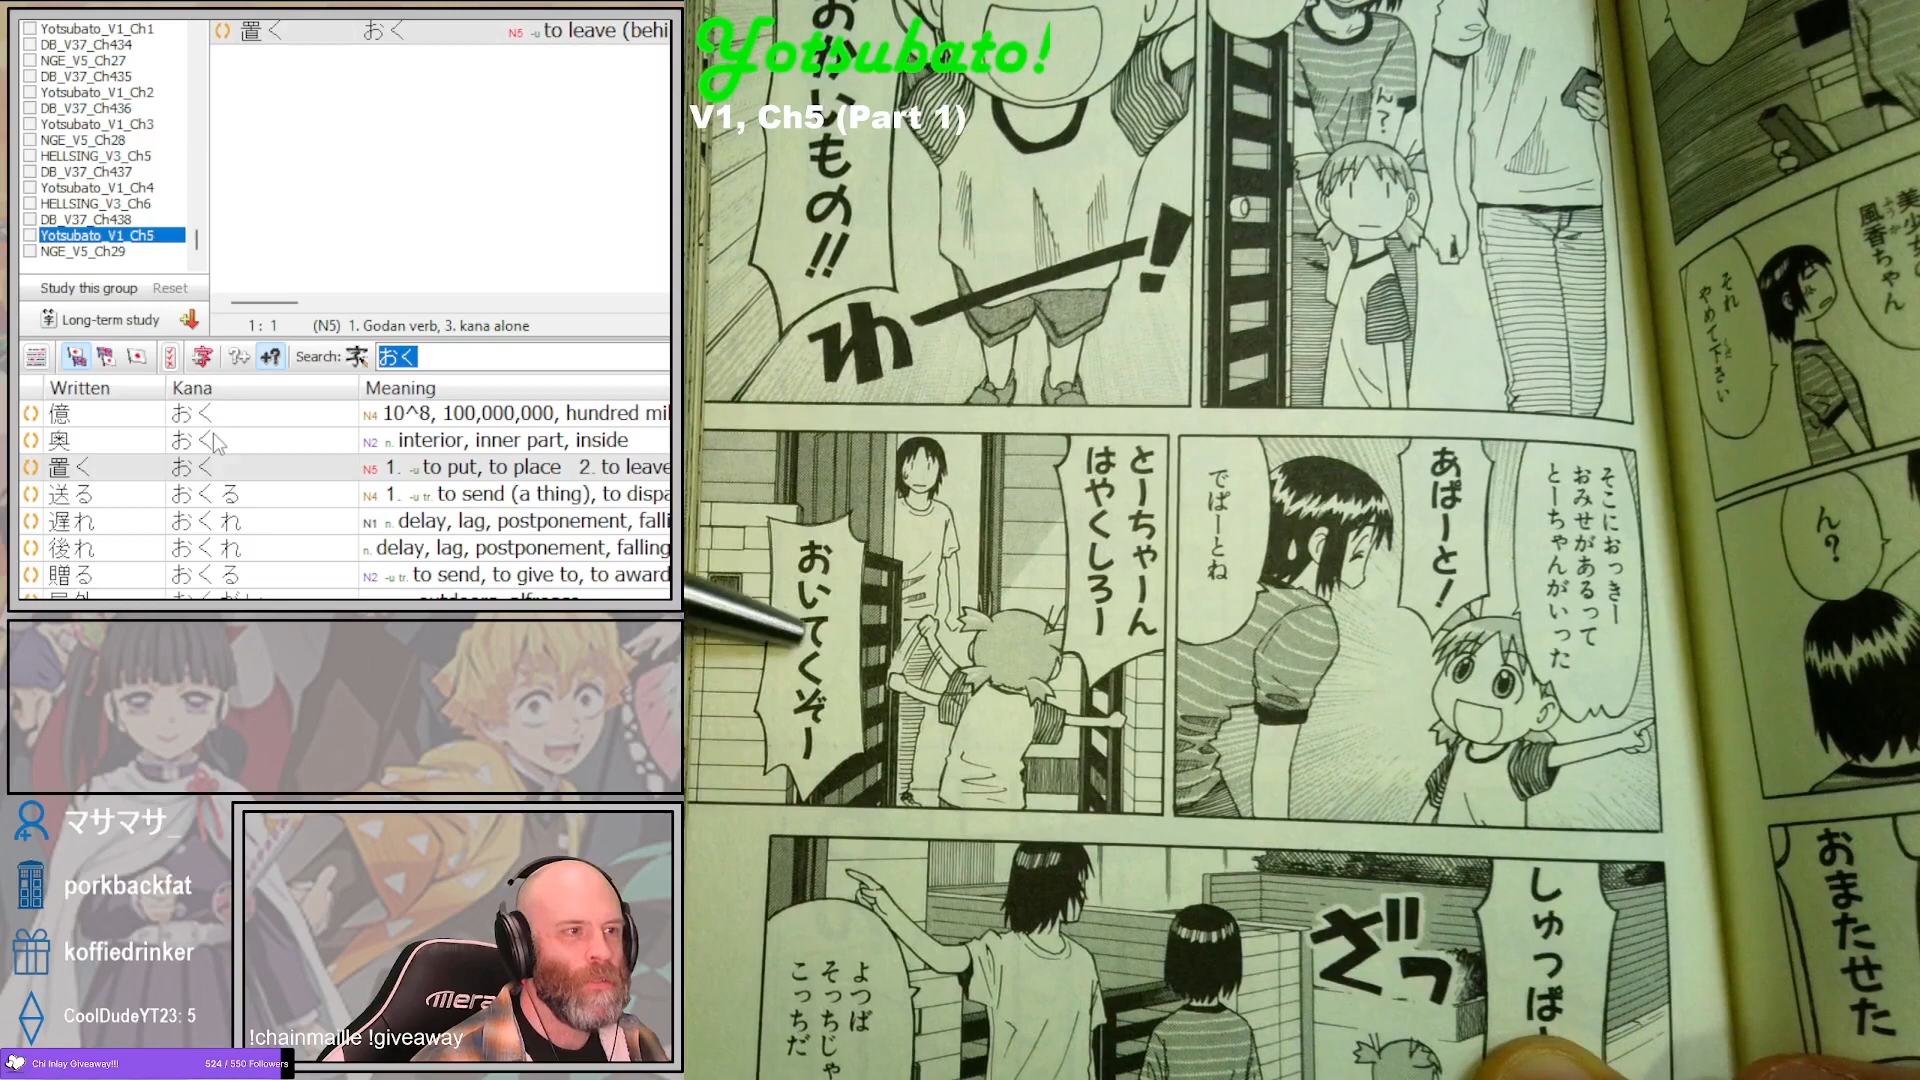 Yotsubato_V1_Ch1
DB_V37_Ch434
NGE_V5_Ch27
DB_V37_Ch435
Yotsubato_V1_Ch2
DB_V37_Ch436
Yotsubato_V1_Ch3
NGE_V5_Ch28
HELLSING_V3_Ch5
DB_V37_Ch437
Yotsubato_V1_Ch4
HELLSING_V3_Ch6
DB_V37_Ch438
Yotsubato_V1_Ch5
NGE_V5_Ch29
Study this group Reset
Long-term study
置く おく N5 -u to leave (behi
1: 1 (N5) 1. Godan verb, 3. kana alone
Search: おく
Written Kana Meaning
億 おく N4 10^8, 100,000,000, hundred mil
奥 おく N2 n. interior, inner part, inside
置く おく N5 1. -u to put, to place 2. to leave
送る おくる N4 1. -u tr. to send (a thing), to dispa
遅れ おくれ N1 n. delay, lag, postponement, falli
後れ おくれ n. delay, lag, postponement, falling
贈る おくる N2 -u tr. to send, to give to, to award
マサマサ_
porkbackfat
koffiedrinker
CoolDudeYT23: 5
Chi Inlay Giveaway!!! 524 / 550 Followers
!chainmaille !giveaway
Yotsubato!
V1, Ch5 (Part 1)
それ
やめて下さい
ん?
おまたせた
ん?
もの!!
わー!
そこにおっきー
おみせがあるって
とーちゃんがいった
あぱーと!
でぱーとね
とーちゃーん
はやくしろー
おいてくぞー
しゅっぱ
ざっ
よつば
そっちじゃ
こっちだ